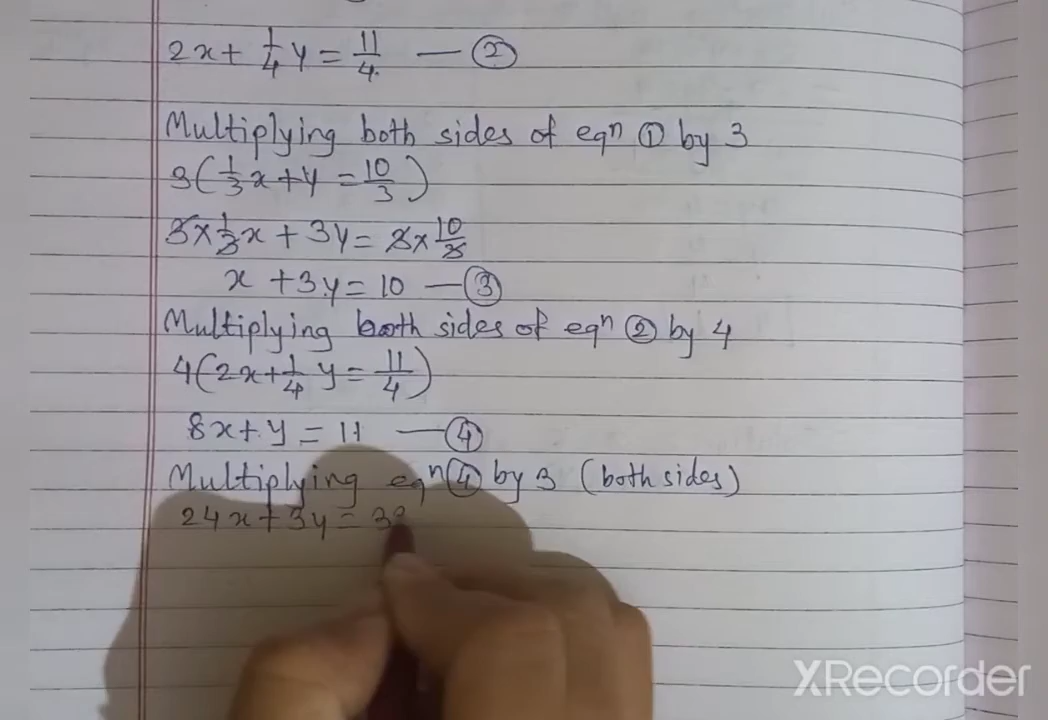 2x + 1/4 y = 11/4 — ②
Multiplying both sides of eqⁿ ① by 3
3(1/3 x + y = 10/3)
3 × 1/3 x + 3y = 3 × 10/3
x + 3y = 10 — ③
Multiplying both sides of eqⁿ ② by 4
4(2x + 1/4 y = 11/4)
8x + y = 11 — ④
Multiplying eqⁿ ④ by 3 (both sides)
24x + 3y = 33
XRecorder